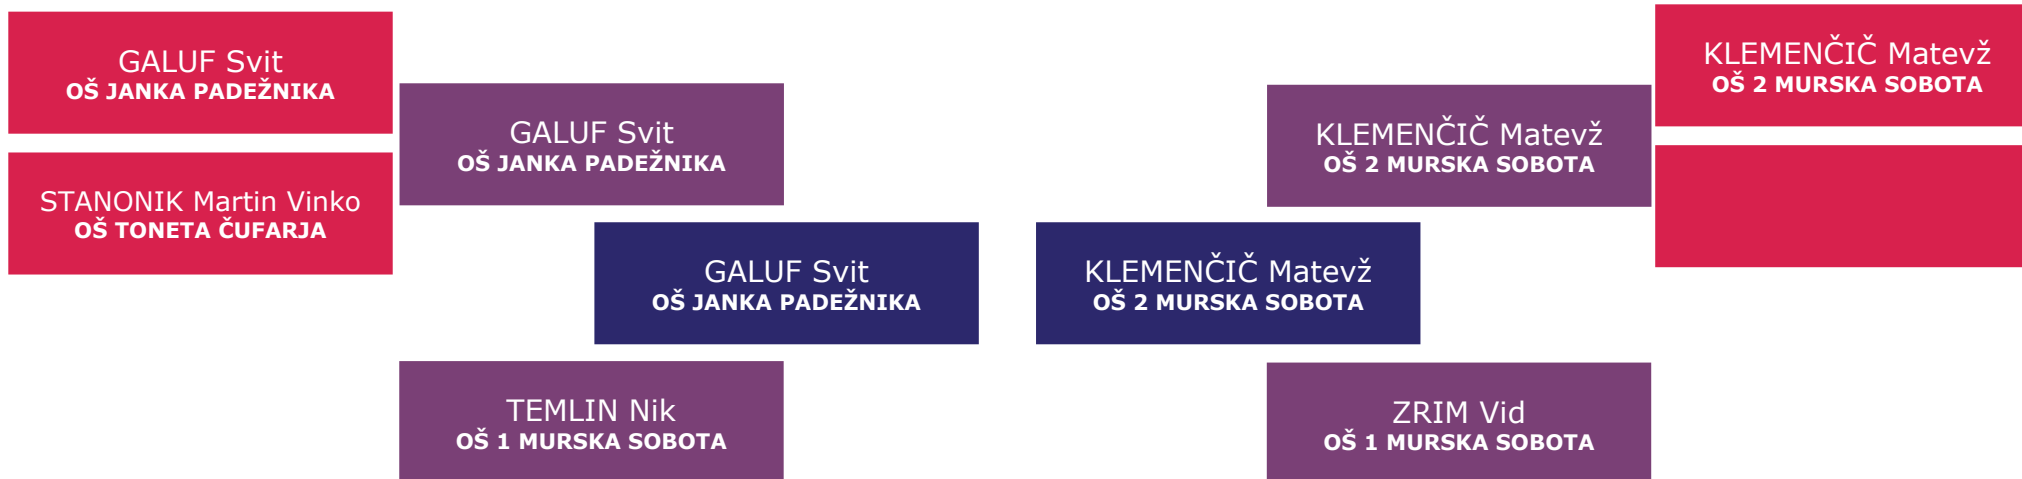 GALUF Svit
OŠ JANKA PADEŽNIKA
STANONIK Martin Vinko
OŠ TONETA ČUFARJA
GALUF Svit
OŠ JANKA PADEŽNIKA
GALUF Svit
OŠ JANKA PADEŽNIKA
TEMLIN Nik
OŠ 1 MURSKA SOBOTA
KLEMENČIČ Matevž
OŠ 2 MURSKA SOBOTA
KLEMENČIČ Matevž
OŠ 2 MURSKA SOBOTA
ZRIM Vid
OŠ 1 MURSKA SOBOTA
KLEMENČIČ Matevž
OŠ 2 MURSKA SOBOTA